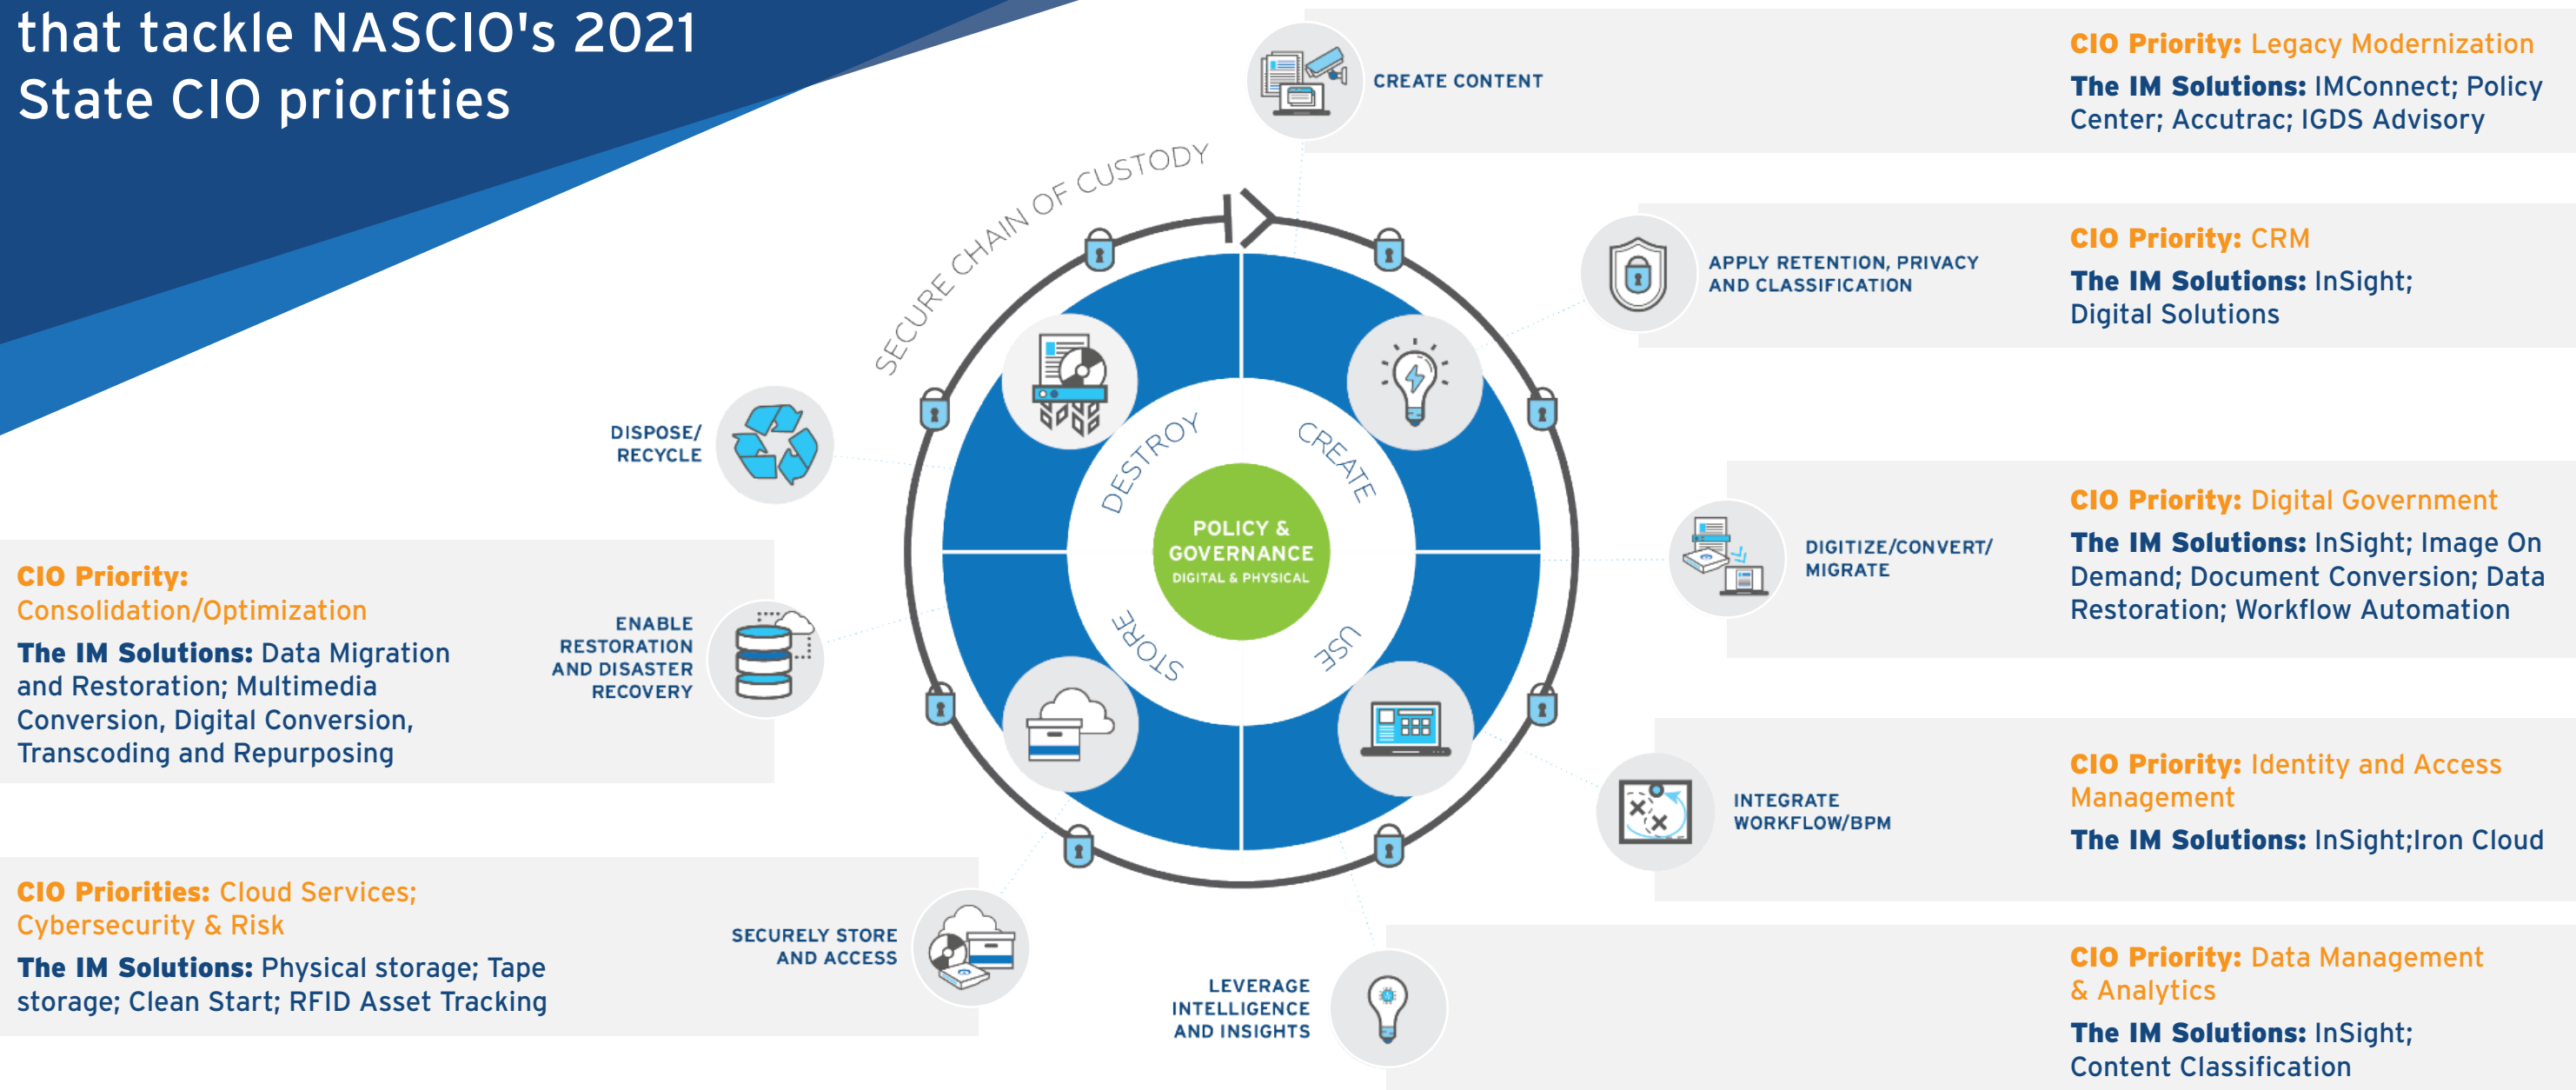 that tackle NASCIO's 2021
State CIO priorities
CREATE CONTENT
CIO Priority: Legacy Modernization
The IM Solutions: IMConnect; Policy
Center; Accutrac; IGDS Advisory
SECURE CHAIN OF CUSTODY
APPLY RETENTION, PRIVACY
AND CLASSIFICATION
CIO Priority: CRM
The IM Solutions: InSight;
Digital Solutions
DISPOSE/
RECYCLE
DESTROY
CREATE
POLICY &
GOVERNANCE
DIGITAL & PHYSICAL
STORE
USE
DIGITIZE/CONVERT/
MIGRATE
CIO Priority: Digital Government
The IM Solutions: InSight; Image On
Demand; Document Conversion; Data
Restoration; Workflow Automation
CIO Priority:
Consolidation/Optimization
The IM Solutions: Data Migration
and Restoration; Multimedia
Conversion, Digital Conversion,
Transcoding and Repurposing
ENABLE
RESTORATION
AND DISASTER
RECOVERY
INTEGRATE
WORKFLOW/BPM
CIO Priority: Identity and Access
Management
The IM Solutions: InSight;Iron Cloud
CIO Priorities: Cloud Services;
Cybersecurity & Risk
The IM Solutions: Physical storage; Tape
storage; Clean Start; RFID Asset Tracking
SECURELY STORE
AND ACCESS
LEVERAGE
INTELLIGENCE
AND INSIGHTS
CIO Priority: Data Management
& Analytics
The IM Solutions: InSight;
Content Classification